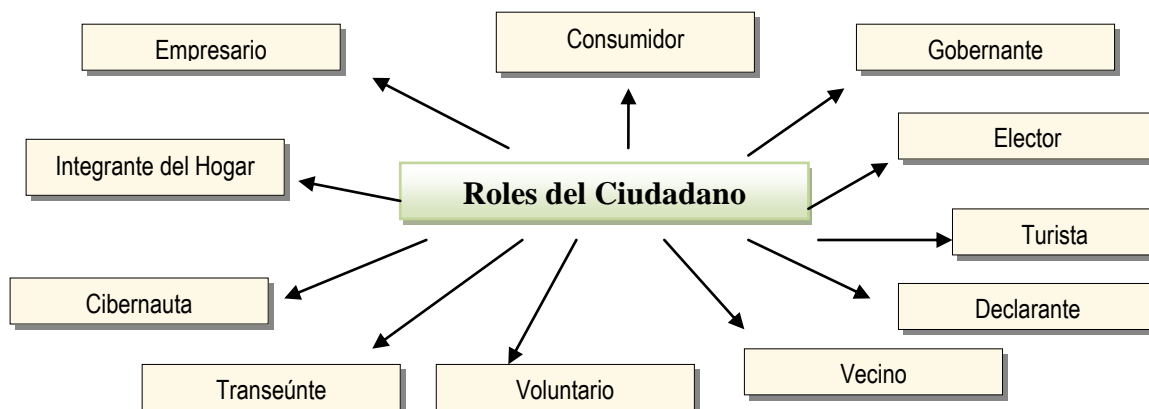 Empresario
Consumidor
Gobernante
Elector
Integrante del Hogar
Roles del Ciudadano
Turista
Cibernauta
Declarante
Transeúnte
Voluntario
Vecino